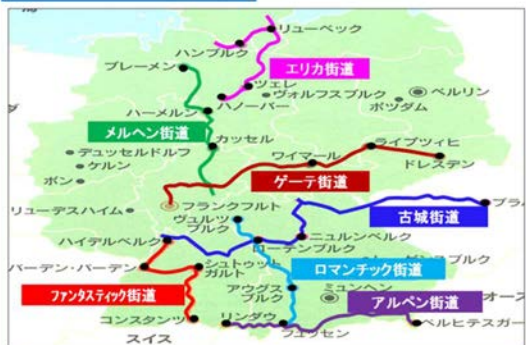 リューベック
ハンブルク
ブレーメン
エリカ街道
ツェレ
ヴォルフスブルク
ベルリン
ハノーバー
ポツダム
ハーメルン
メルヘン街道
カッセル
デュッセルドルフ
ケルン
ボン
ワイマール
ライプツィヒ
ドレスデン
ゲーテ街道
フランクフルト
リューデスハイム
ヴュルツ
ブルク
古城街道
プラ
ハイデルベルク
ニュルンベルク
ローテンブルク
バーデン・バーデン
シュトゥット
ガルト
ロマンチック街道
アウグス
ブルク
ミュンヘン
ファンタスティック街道
アルペン街道
オース
コンスタンツ
リンダウ
フュッセン
ベルヒテスガー
スイス